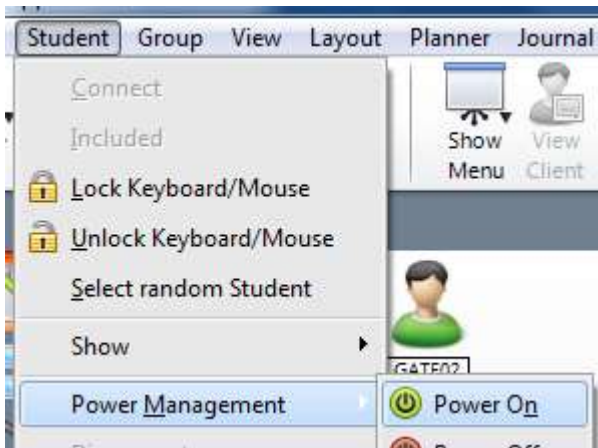 Student Group View Layout Planner Journal
Connect
Included
Lock Keyboard/Mouse
Unlock Keyboard/Mouse
Select random Student
Show
Power Management
Show
Menu
View
Client
GATE02
Power On